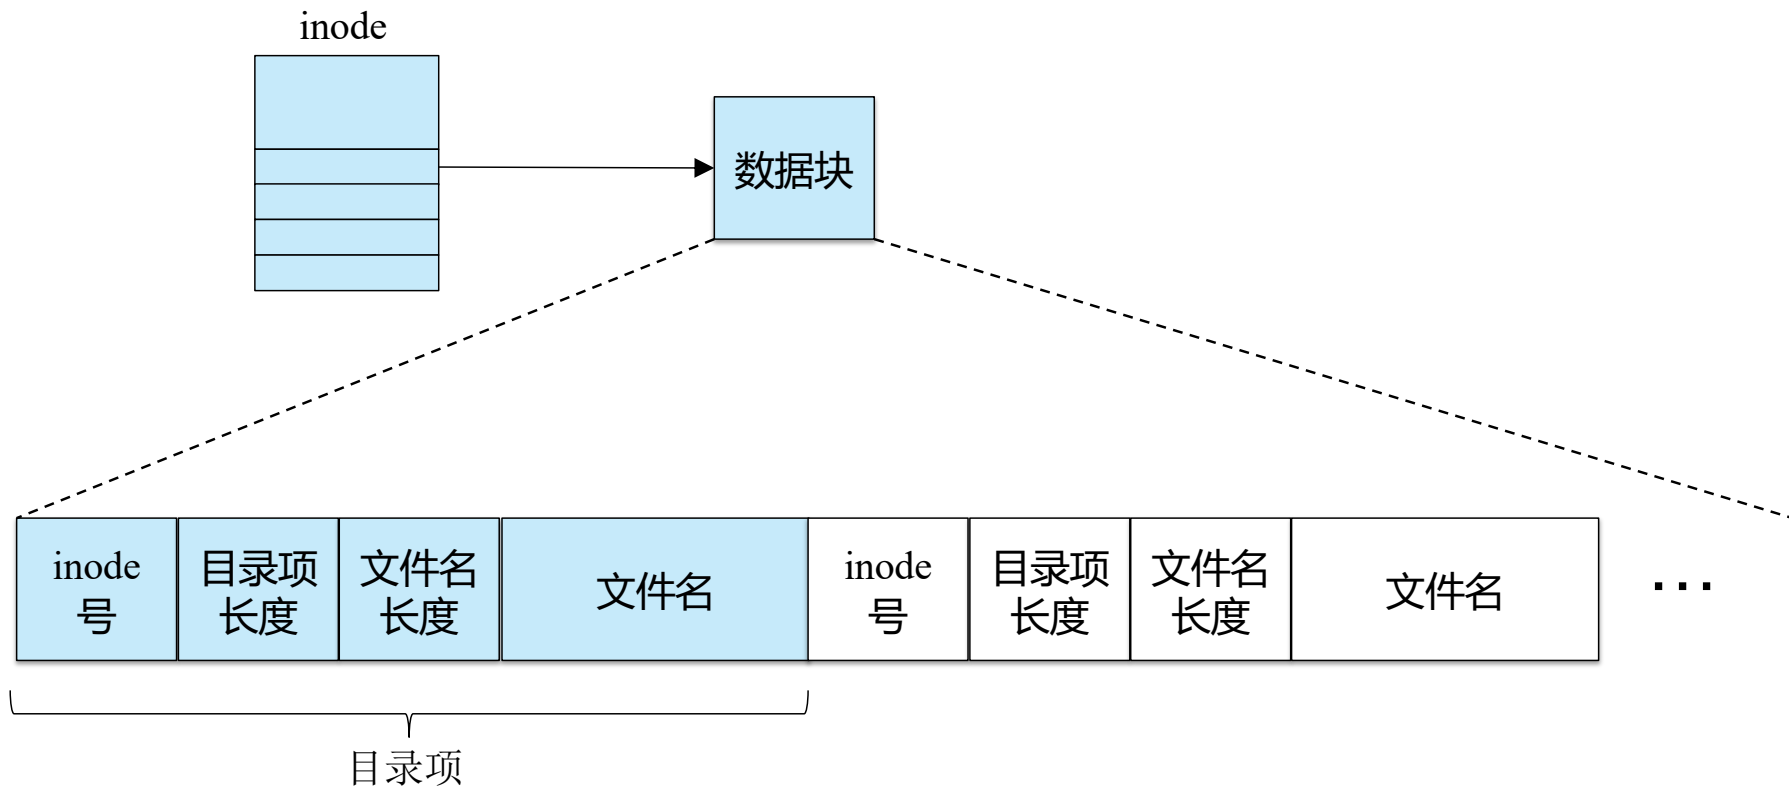 inode
数据块
inode
号
目录项
长度
文件名
长度
文件名
inode
号
目录项
长度
文件名
长度
文件名
...
目录项